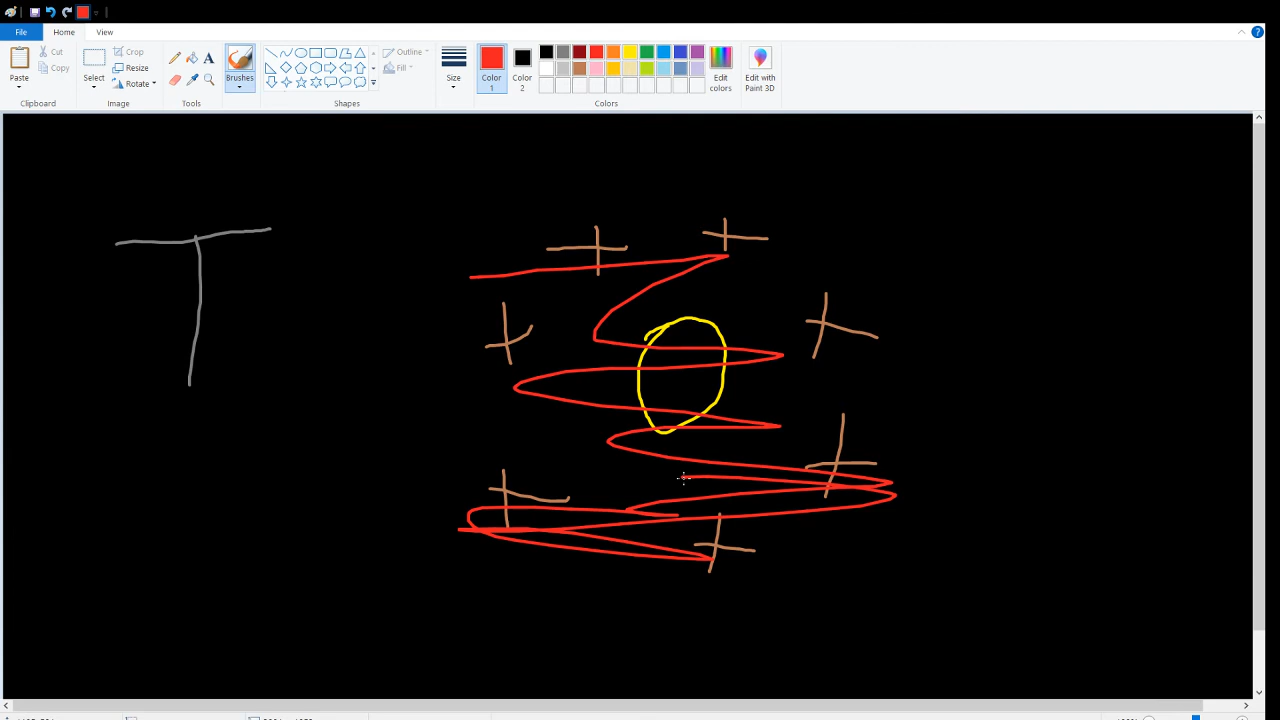 File Home View
Paste Cut Copy Clipboard
Select Crop Resize Rotate Image
A Tools
Brushes
Outline Fill Shapes
Size
Color 1 Color 2 Edit colors Colors
Edit with Paint 3D
T